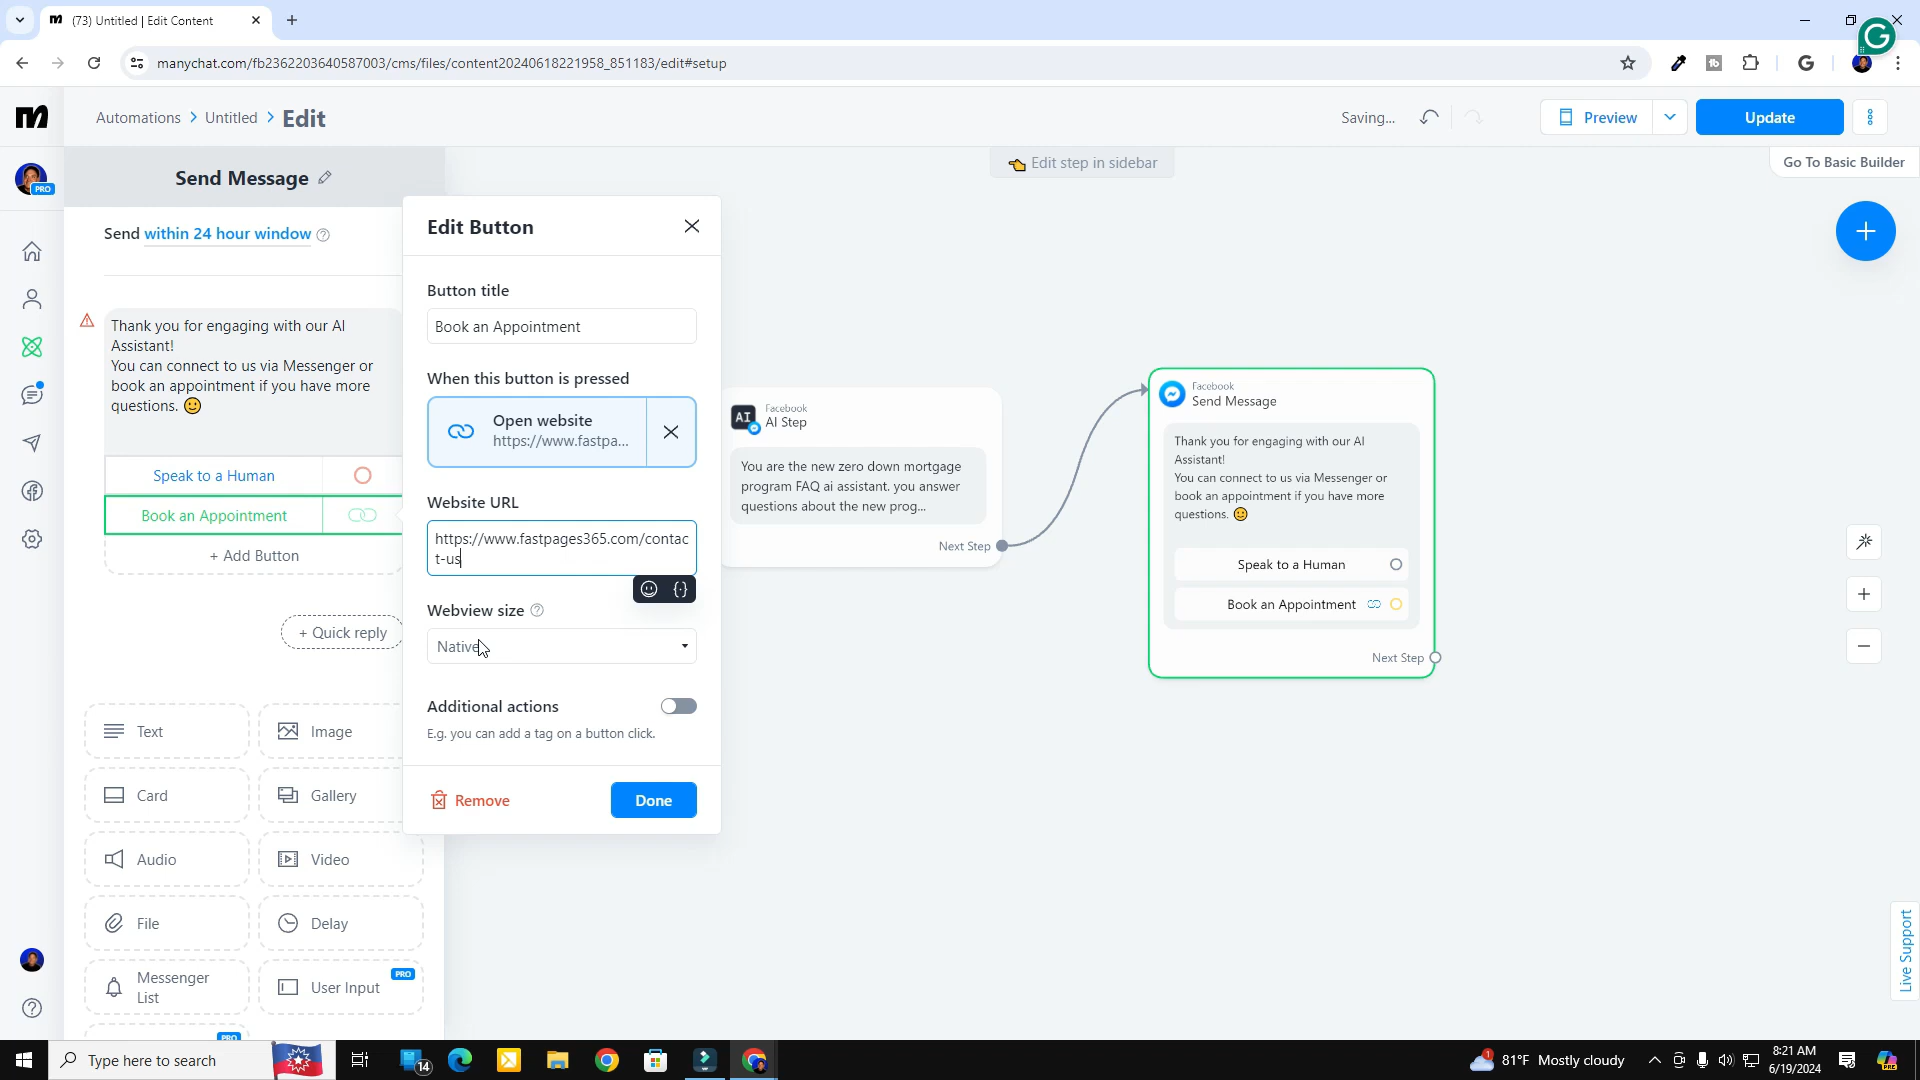 (73) Untitled | Edit Content
manychat.com/fb2362203640587003/cms/files/content20240618221958_851183/edit#setup
Automations > Untitled > Edit
Saving...
Preview
Update
PRO
Send Message
Edit step in sidebar
Go To Basic Builder
Send within 24 hour window
Thank you for engaging with our AI
Assistant!
You can connect to us via Messenger or
book an appointment if you have more
questions. 🙂
Speak to a Human
Book an Appointment
+ Add Button
+ Quick reply
Text
Image
Card
Gallery
Audio
Video
File
Delay
Messenger
List
User Input
PRO
PRO
Edit Button
Button title
Book an Appointment
When this button is pressed
Open website
https://www.fastpa...
Website URL
https://www.fastpages365.com/contac
t-us
Webview size
Native
Additional actions
E.g. you can add a tag on a button click.
Remove
Done
AI
Facebook
AI Step
You are the new zero down mortgage
program FAQ ai assistant. you answer
questions about the new prog...
Next Step
Facebook
Send Message
Thank you for engaging with our AI
Assistant!
You can connect to us via Messenger or
book an appointment if you have more
questions. 🙂
Speak to a Human
Book an Appointment
Next Step
Live Support
Type here to search
14
1
81°F Mostly cloudy
8:21 AM
6/19/2024